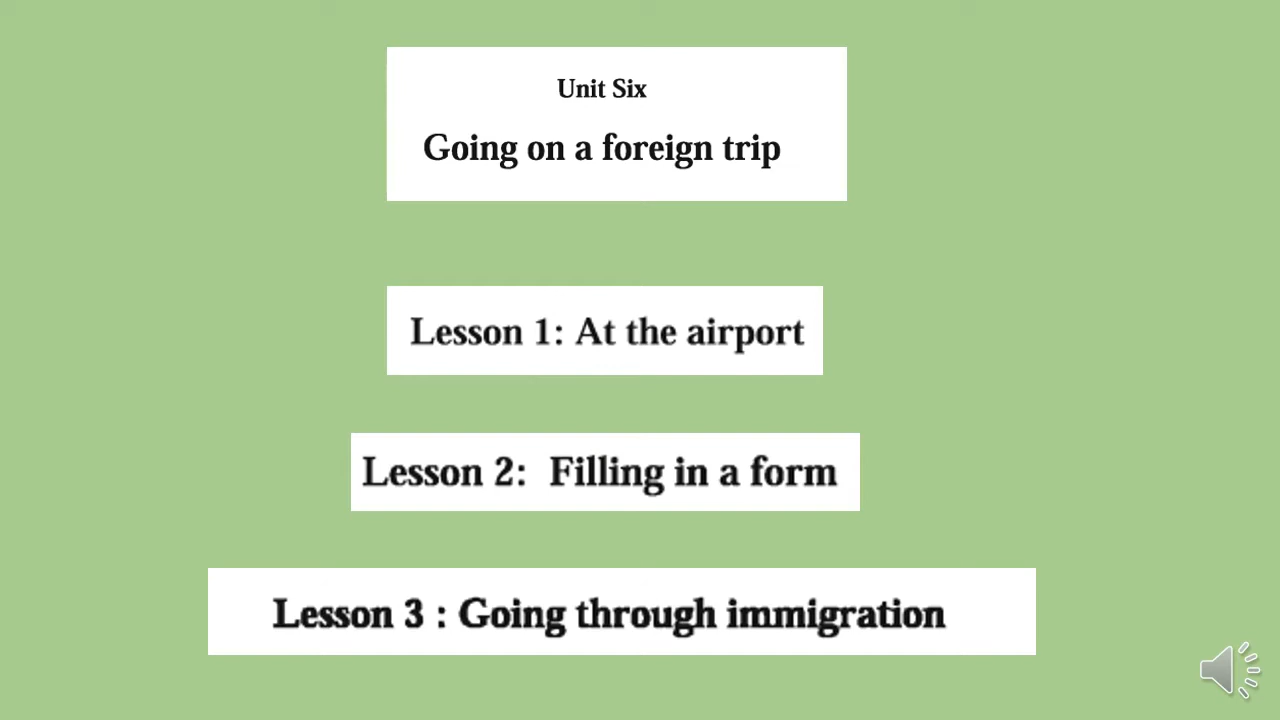 Unit Six
Going on a foreign trip
Lesson 1: At the airport
Lesson 2: Filling in a form
Lesson 3 : Going through immigration